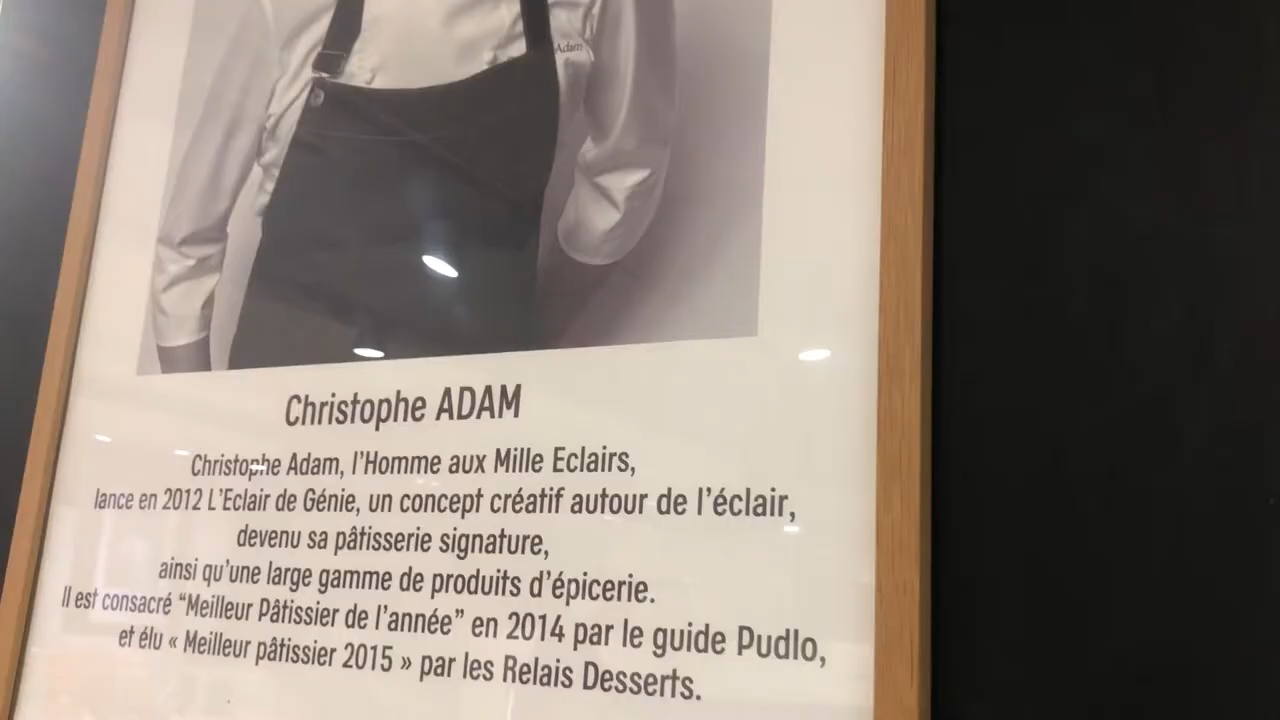 Adam
Christophe ADAM
Christophe Adam, l'Homme aux Mille Eclairs,
lance en 2012 L'Eclair de Génie, un concept créatif autour de l'éclair,
devenu sa pâtisserie signature,
ainsi qu'une large gamme de produits d'épicerie.
Il est consacré “Meilleur Pâtissier de l'année” en 2014 par le guide Pudlo,
et élu « Meilleur pâtissier 2015 » par les Relais Desserts.